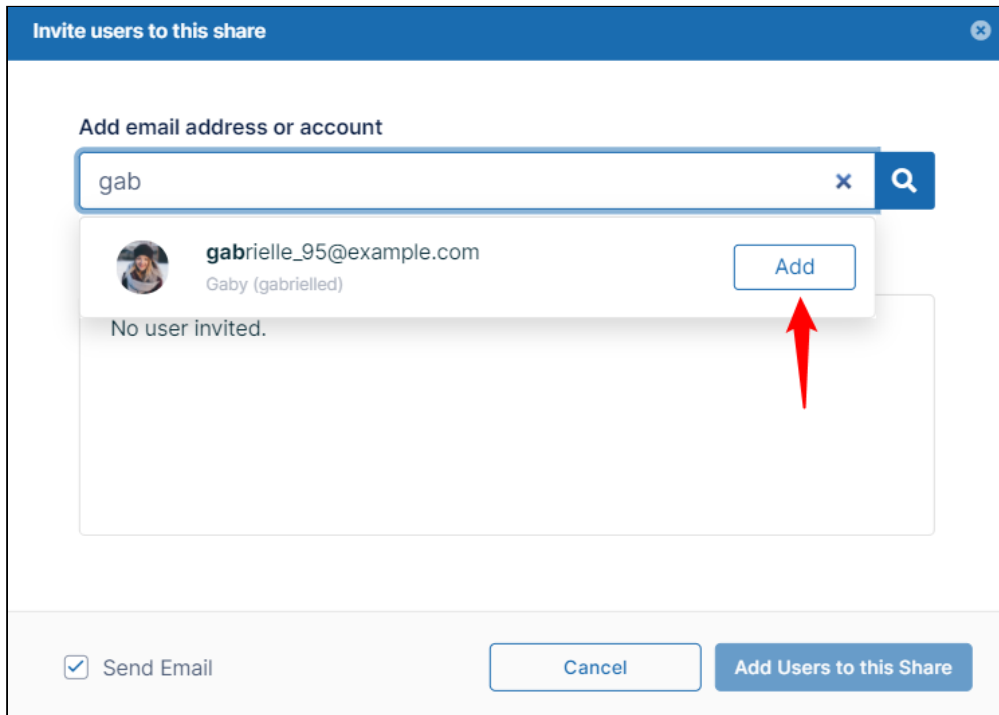 Invite users to this share
Add email address or account
gab
gabrielle_95@example.com
Add
Gaby (gabrielled)
No user invited.
Send Email
Cancel
Add Users to this Share